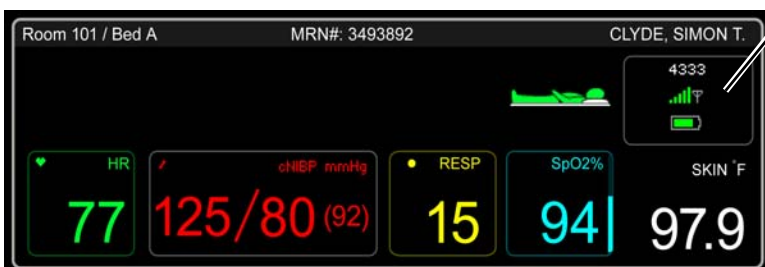 Room 101 / Bed A MRN#: 3493892 CLYDE, SIMON T.
4333
HR cNIBP mmHg RESP SpO2% SKIN °F
77 125/80 (92) 15 94 97.9